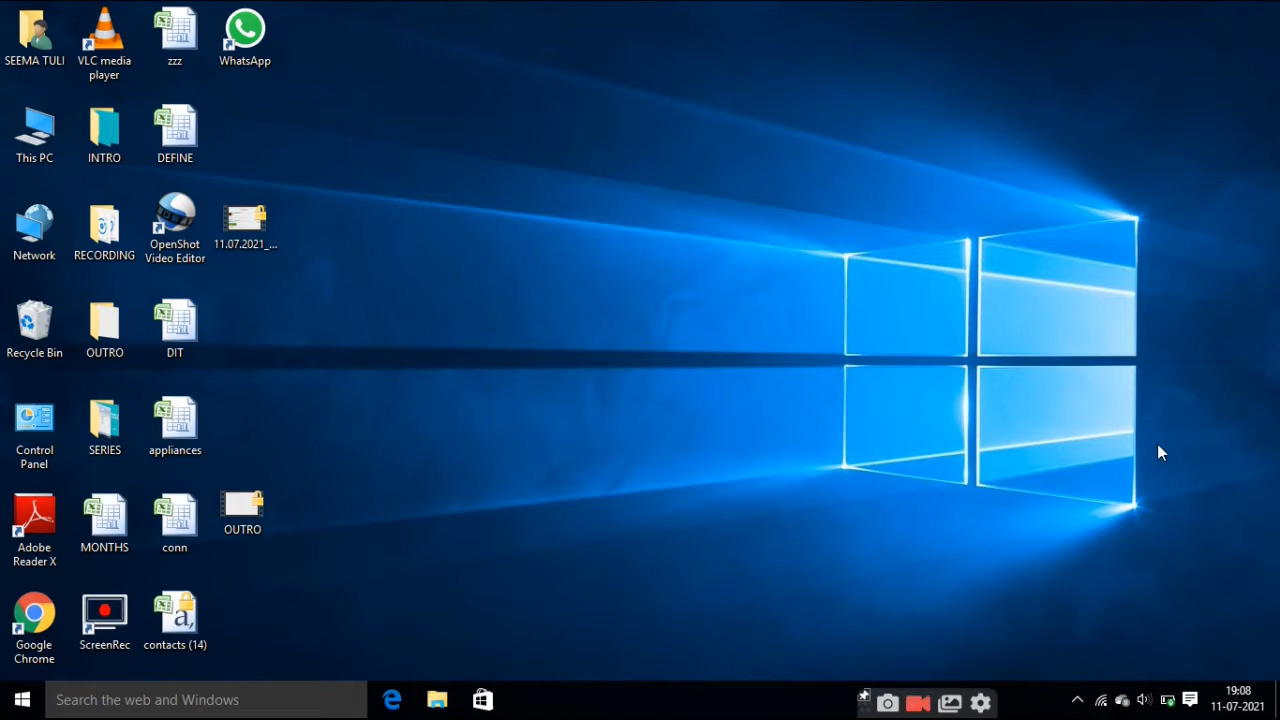 SEEMA TULI
VLC media
player
zzz
WhatsApp
This PC
INTRO
DEFINE
Network
RECORDING
OpenShot
Video Editor
11.07.2021_...
Recycle Bin
OUTRO
DIT
Control
Panel
SERIES
appliances
Adobe
Reader X
MONTHS
conn
OUTRO
Google
Chrome
ScreenRec
a,
contacts (14)
Search the web and Windows
19:08
11-07-2021